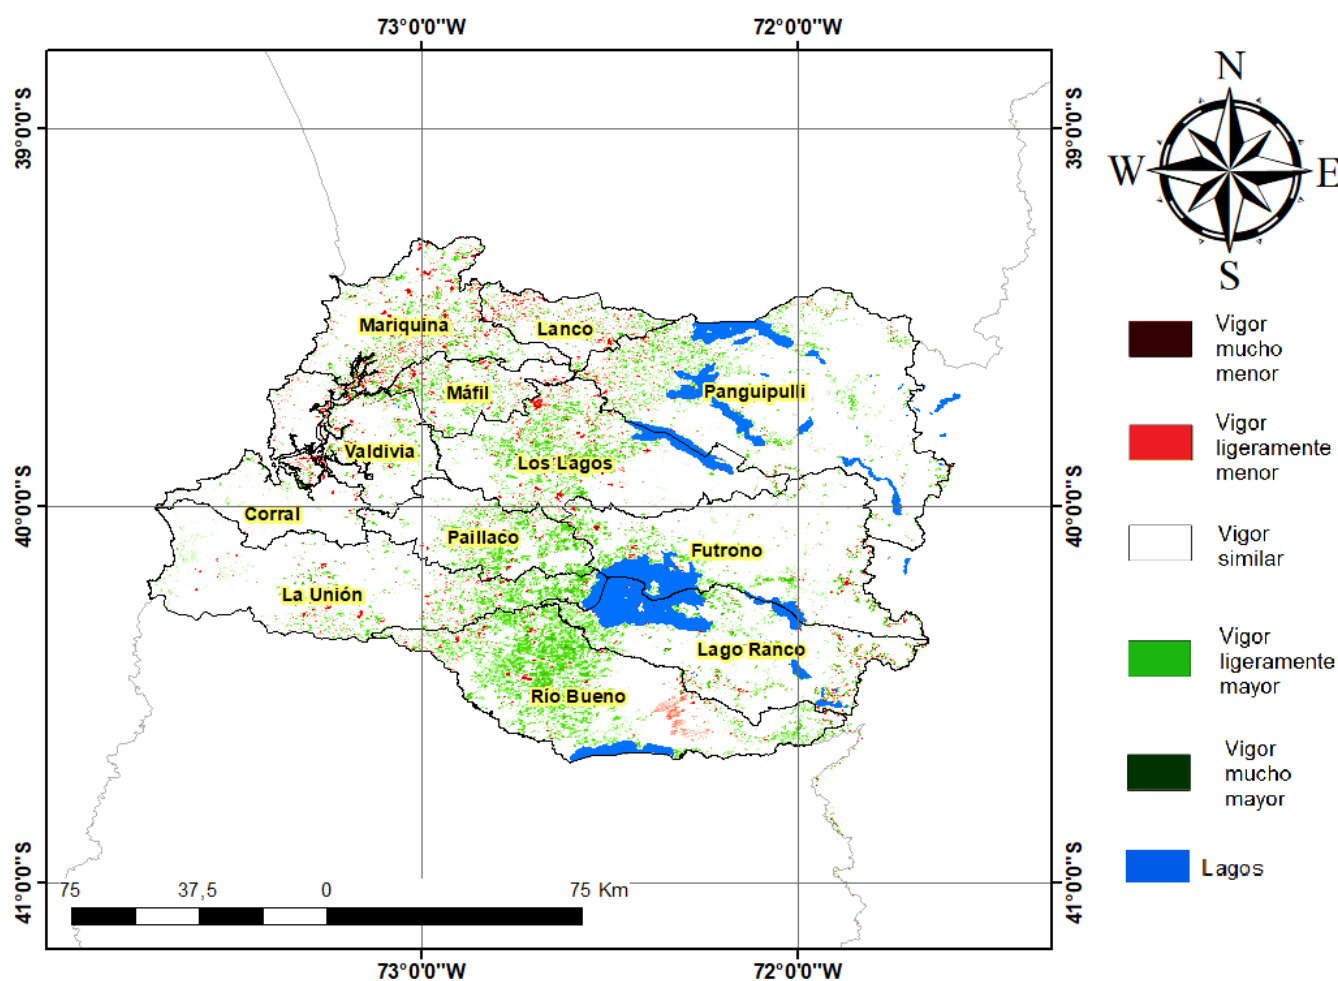 73°0'0"W
72°0'0"W
39°0'0"S
39°0'0"S
N
W
E
S
Mariquina
Lanco
Máfil
Panguipulli
Valdivia
Los Lagos
Corral
40°0'0"S
40°0'0"S
Paillaco
Futrono
La Unión
Lago Ranco
Río Bueno
41°0'0"S
41°0'0"S
75
37,5
0
75 Km
73°0'0"W
72°0'0"W
Vigor
mucho
menor
Vigor
ligeramente
menor
Vigor
similar
Vigor
ligeramente
mayor
Vigor
mucho
mayor
Lagos